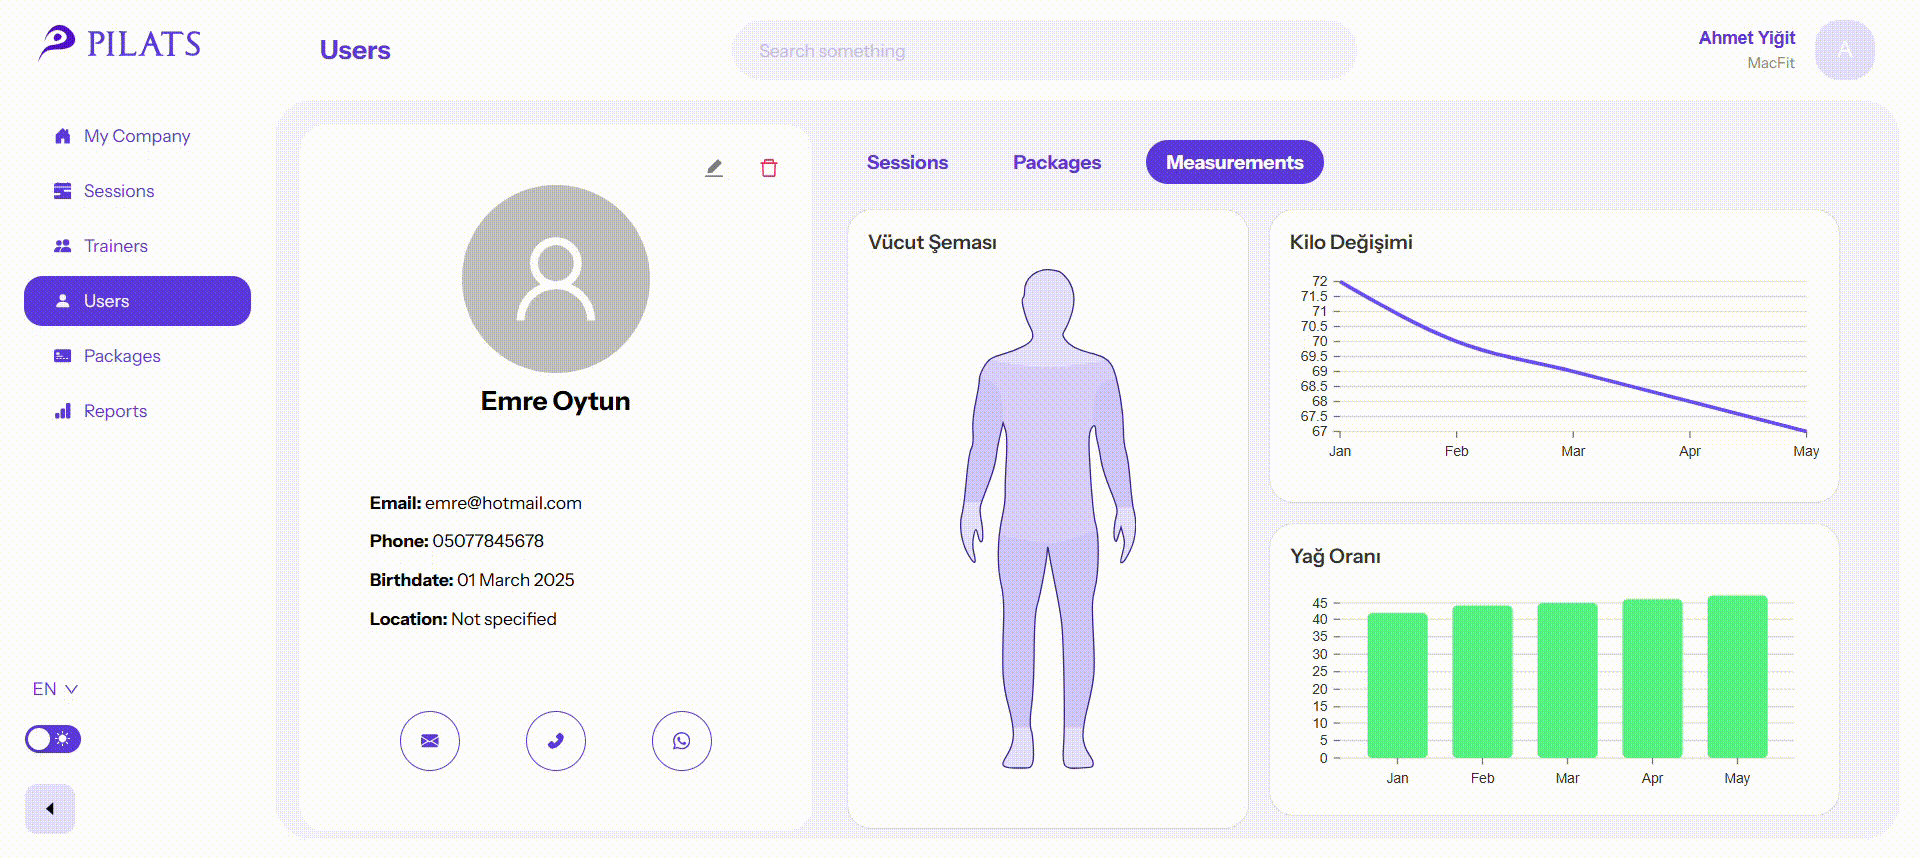 PILATS
Users
Search something
Ahmet Yiğit
MacFit
A
My Company
Sessions
Trainers
Users
Packages
Reports
EN
Emre Oytun
Email: emre@hotmail.com
Phone: 05077845678
Birthdate: 01 March 2025
Location: Not specified
Sessions
Packages
Measurements
Vücut Şeması
Kilo Değişimi
72
71.5
71
70.5
70
69.5
69
68.5
68
67.5
67
Jan Feb Mar Apr May
Yağ Oranı
45
40
35
30
25
20
15
10
5
0
Jan Feb Mar Apr May